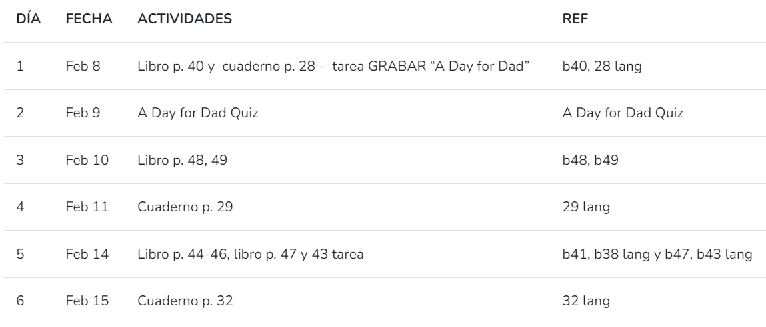 DÍA FECHA ACTIVIDADES REF
1 Feb 8 Libro p. 40 y cuaderno p. 28 - tarea GRABAR “A Day for Dad” b40, 28 lang
2 Feb 9 A Day for Dad Quiz A Day for Dad Quiz
3 Feb 10 Libro p. 48, 49 b48, b49
4 Feb 11 Cuaderno p. 29 29 lang
5 Feb 14 Libro p. 44-46, libro p. 47 y 43 tarea b41, b38 lang y b47, b43 lang
6 Feb 15 Cuaderno p. 32 32 lang